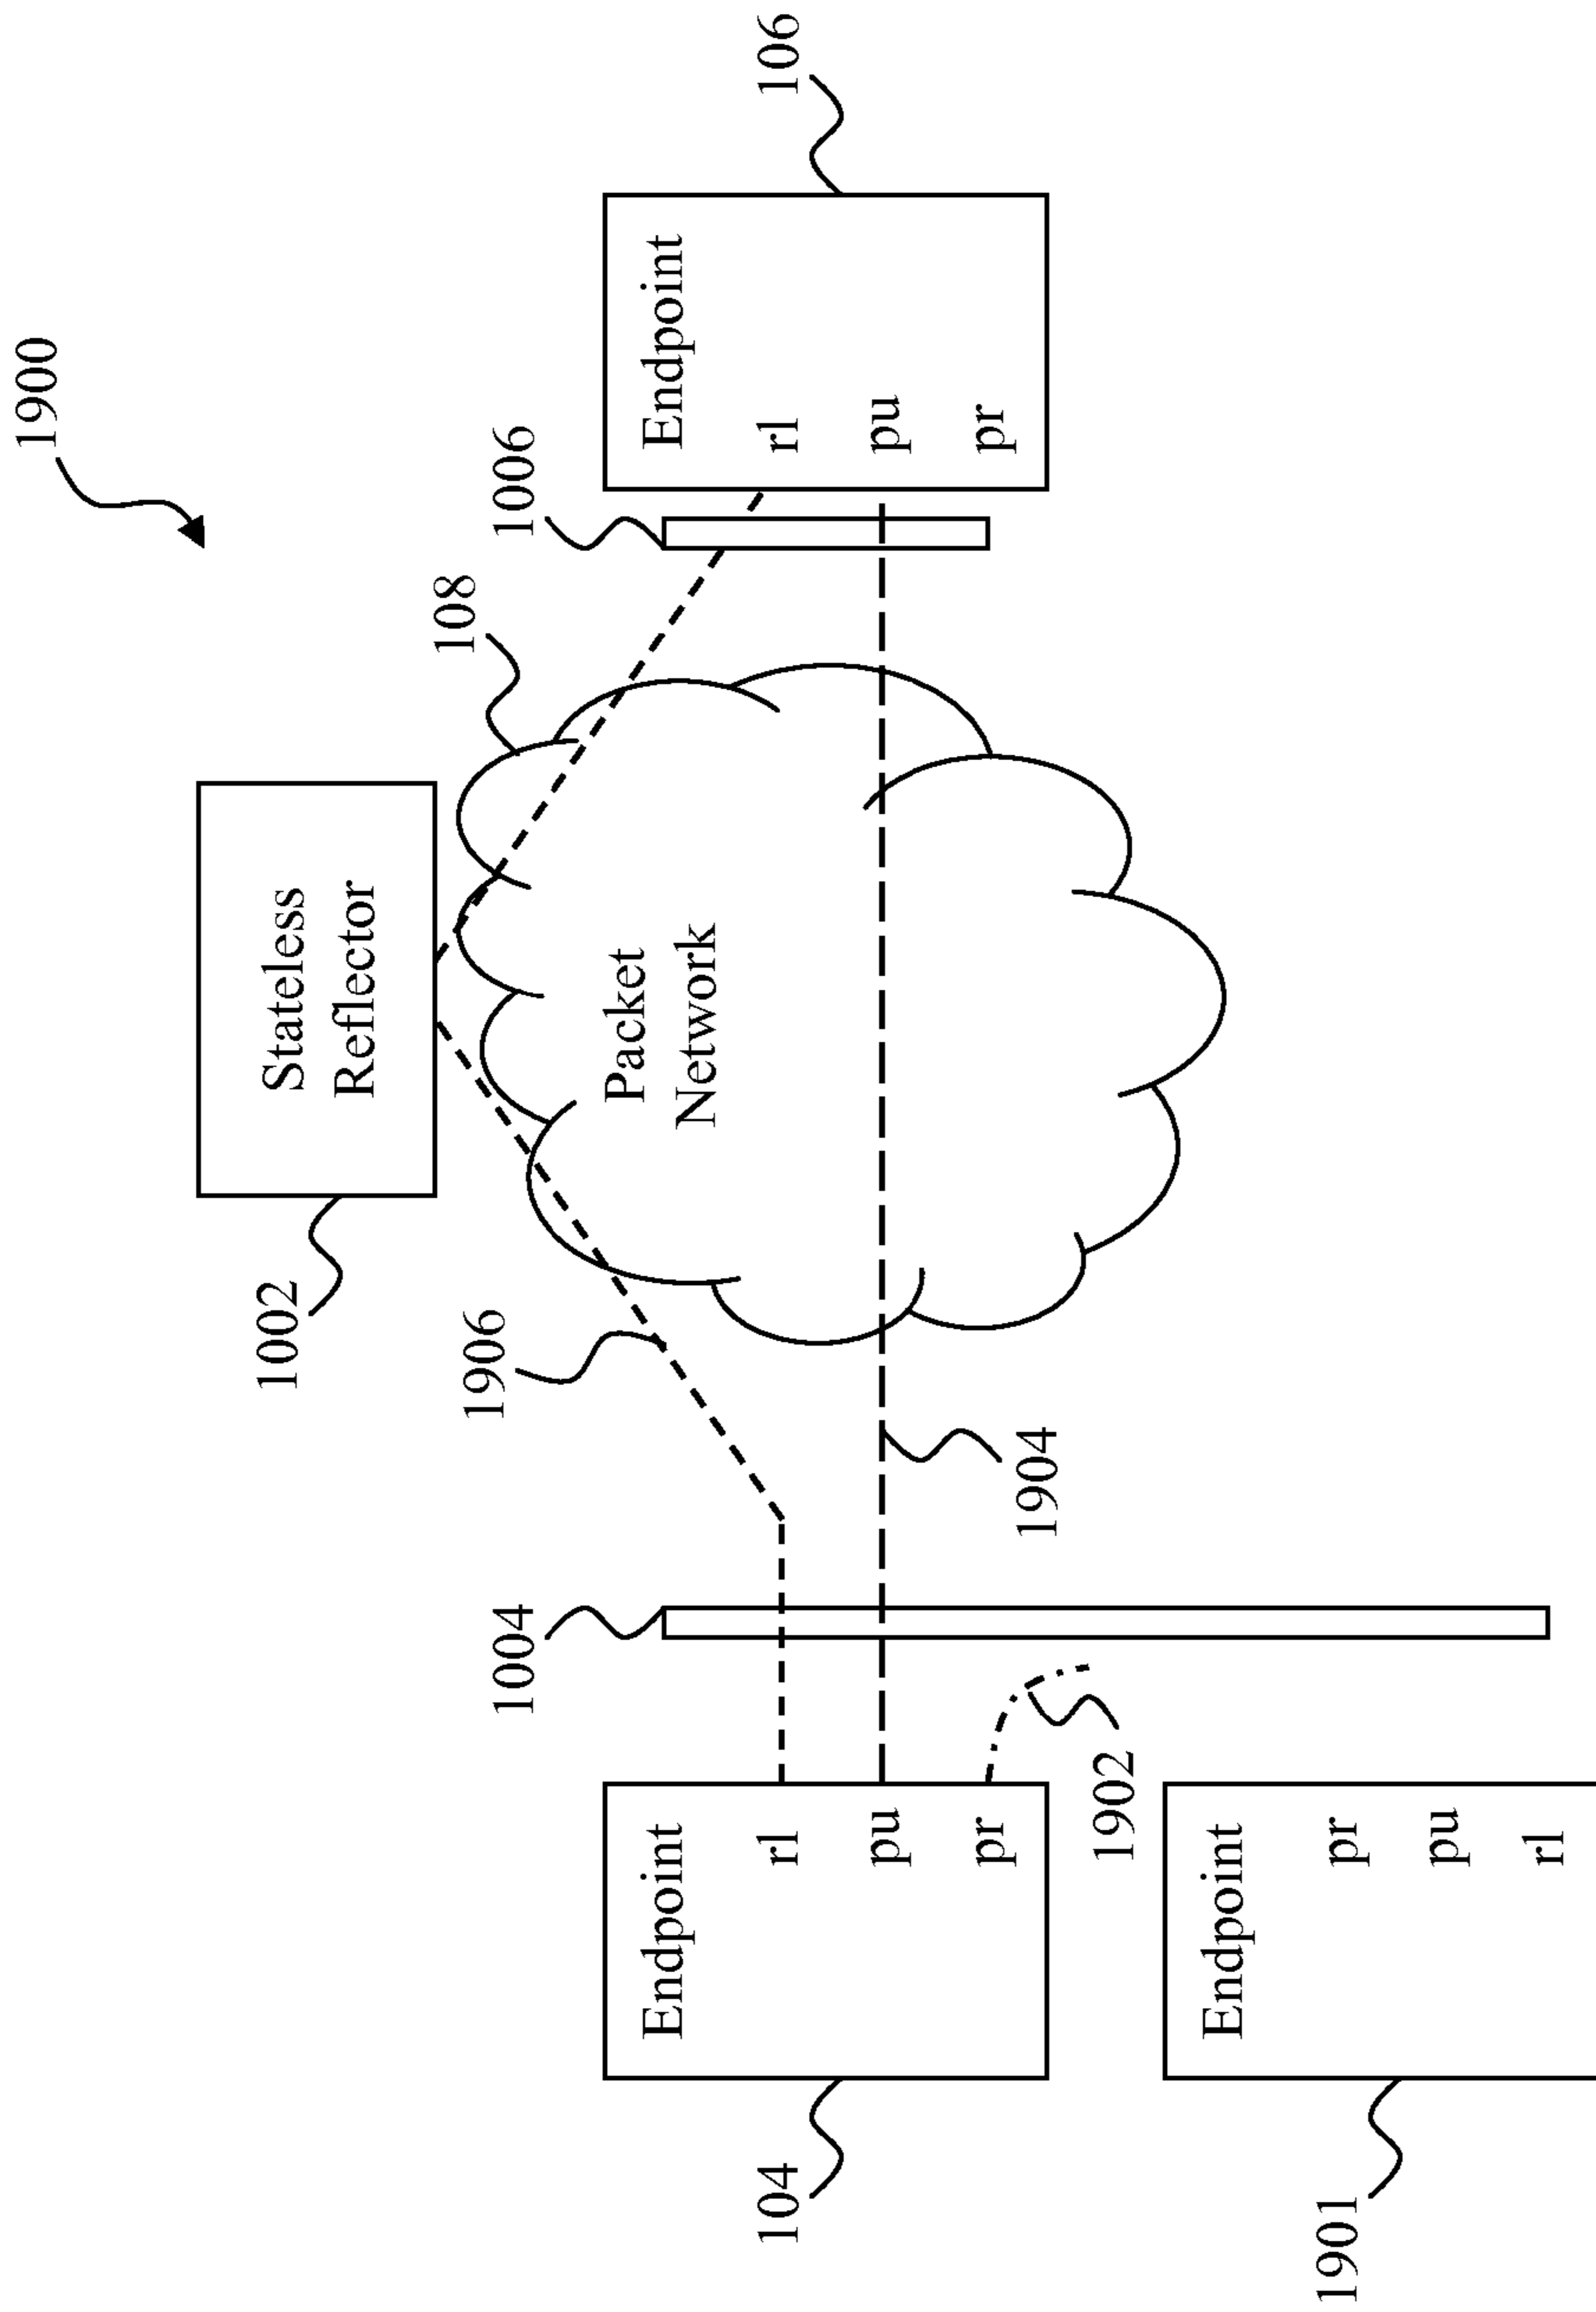 1900
Stateless
Reflector
1002
108
1906
1004
1006
Packet
Network
Endpoint
rl
pu
pr
104
Endpoint
rl
pu
pr
106
1904
1902
Endpoint
pr
pu
rl
1901